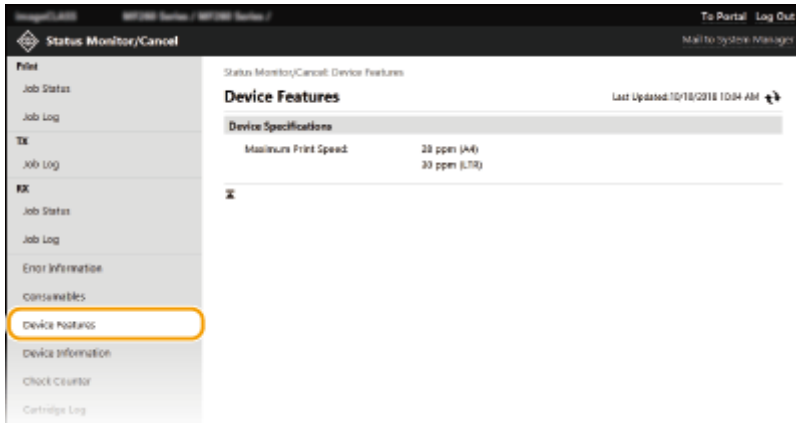 To Portal Log Out
Status Monitor/Cancel
Mail to System Manager
Print
Job Status
Job Log
TX
Job Log
RX
Job Status
Job Log
Error Information
Consumables
Device Features
Device Information
Check Counter
Cartridge Log
Status Monitor/Cancel: Device Features
Device Features
Last Updated:10/18/2018 10:04 AM
Device Specifications
Maximum Print Speed: 28 ppm (A4)
30 ppm (LTR)